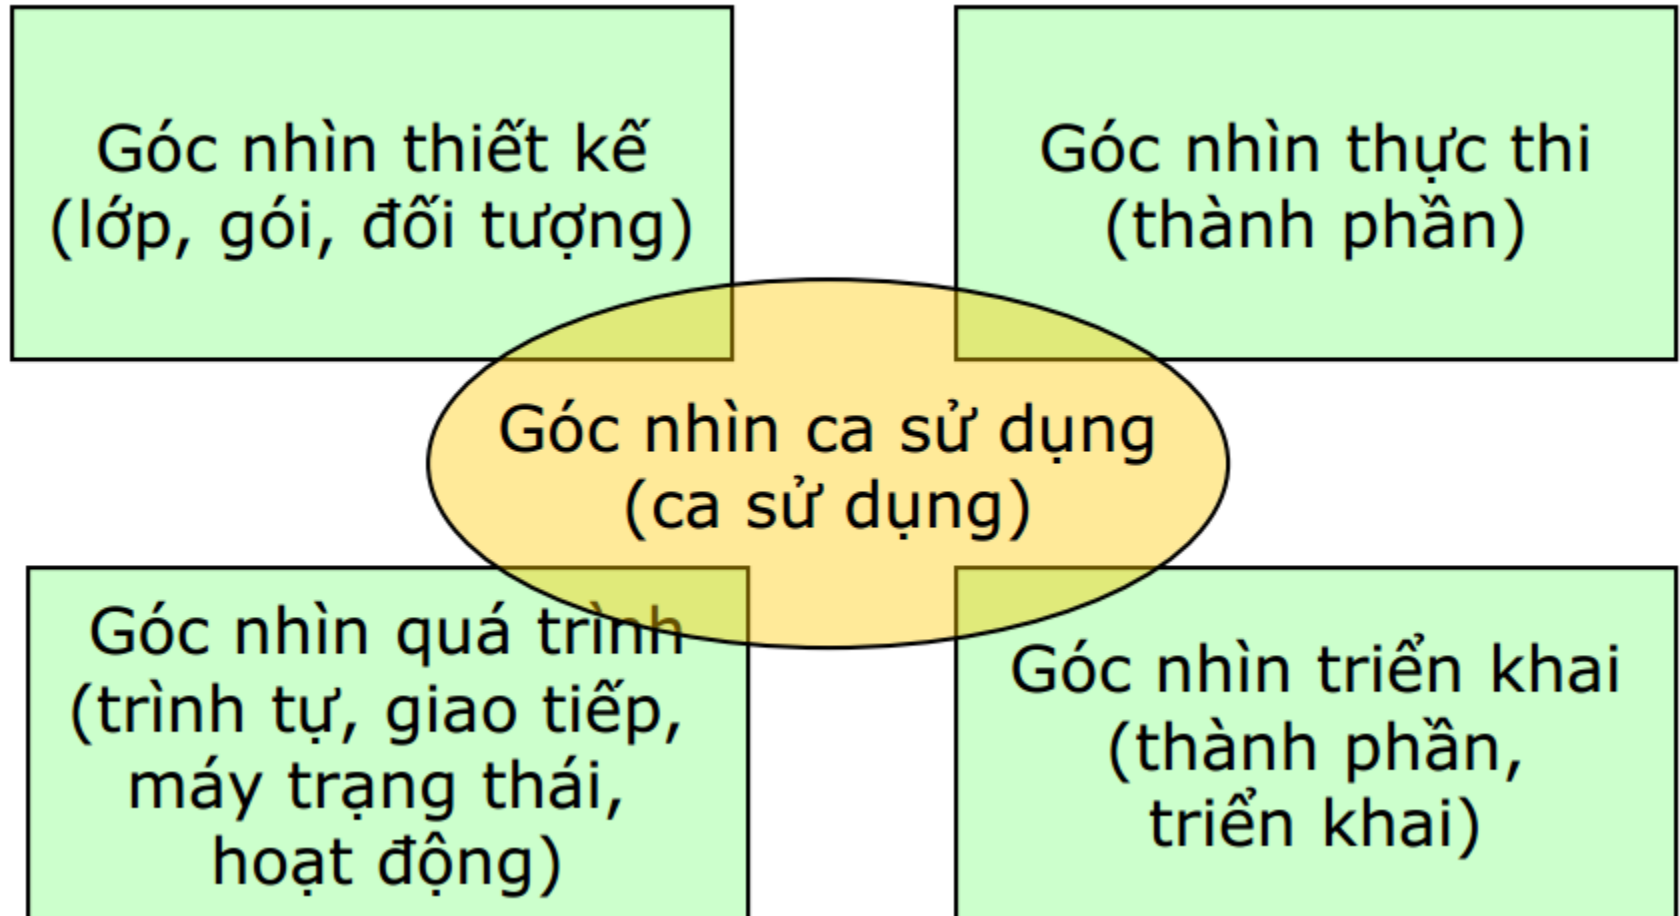 Góc nhìn thiết kế
(lớp, gói, đối tượng)
Góc nhìn thực thi
(thành phần)
Góc nhìn ca sử dụng
(ca sử dụng)
Góc nhìn quá trình
(trình tự, giao tiếp,
máy trạng thái,
hoạt động)
Góc nhìn triển khai
(thành phần,
triển khai)